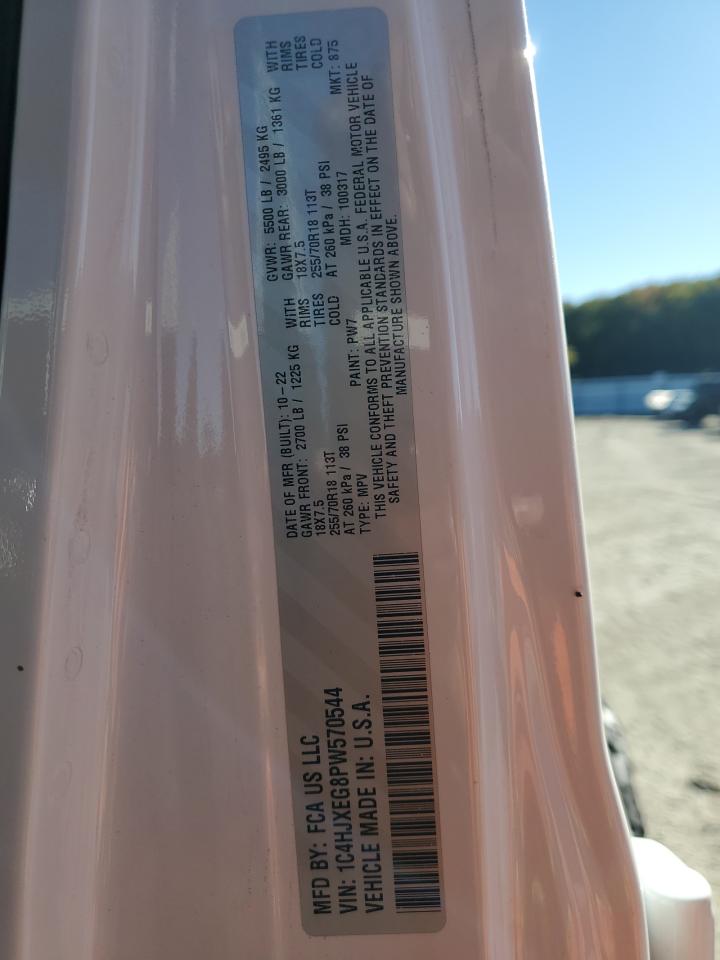 MFD BY: FCA US LLC
VIN: 1C4HJXEG8PW570544
VEHICLE MADE IN: U.S.A.
DATE OF MFR (BUILT): 10-22 GVWR: 5500 LB / 2495 KG
GAWR FRONT: 2700 LB / 1225 KG WITH GAWR REAR: 3000 LB / 1361 KG WITH
18X7.5 RIMS 18X7.5 RIMS
255/70R18 113T TIRES 255/70R18 113T TIRES
AT 260 kPa / 38 PSI COLD AT 260 kPa / 38 PSI COLD
TYPE: MPV PAINT: PW7 MDH: 100317 MKT: 875
THIS VEHICLE CONFORMS TO ALL APPLICABLE U.S.A. FEDERAL MOTOR VEHICLE
SAFETY AND THEFT PREVENTION STANDARDS IN EFFECT ON THE DATE OF
MANUFACTURE SHOWN ABOVE.